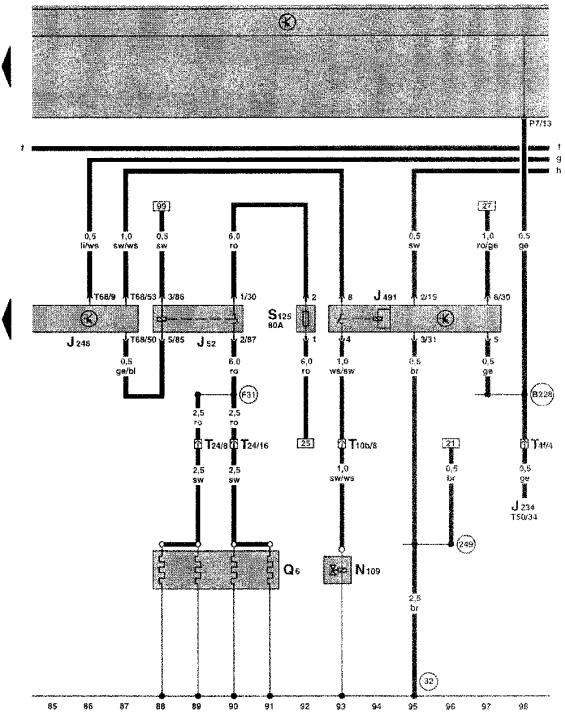 P7/13
f f
g
h
99 27
0,5 1,0 0,5 6,0 0,5 1,0 0,5
li/ws sw/ws sw ro sw ro/ge ge
T68/9 T68/53 3/86 1/30 2 8 J 491 2/15 6/30
S 125
80A
J 248 T68/50 5/85 J 52 2/87 1 4 3/31 5
0,5 6,0 6,0 1,0 0,5 0,5
ge/bl ro ro ws/sw br ge
F31 B228
2,5 2,5
ro ro
T24/8 T24/16 25 T10b/8 21 T4f/4
2,5 2,5 1,0 0,5 0,5
sw sw sw/ws br ge
J 234
T50/34
249
Q6 N109
2,5
br
32
85 86 87 88 89 90 91 92 93 94 95 96 97 98